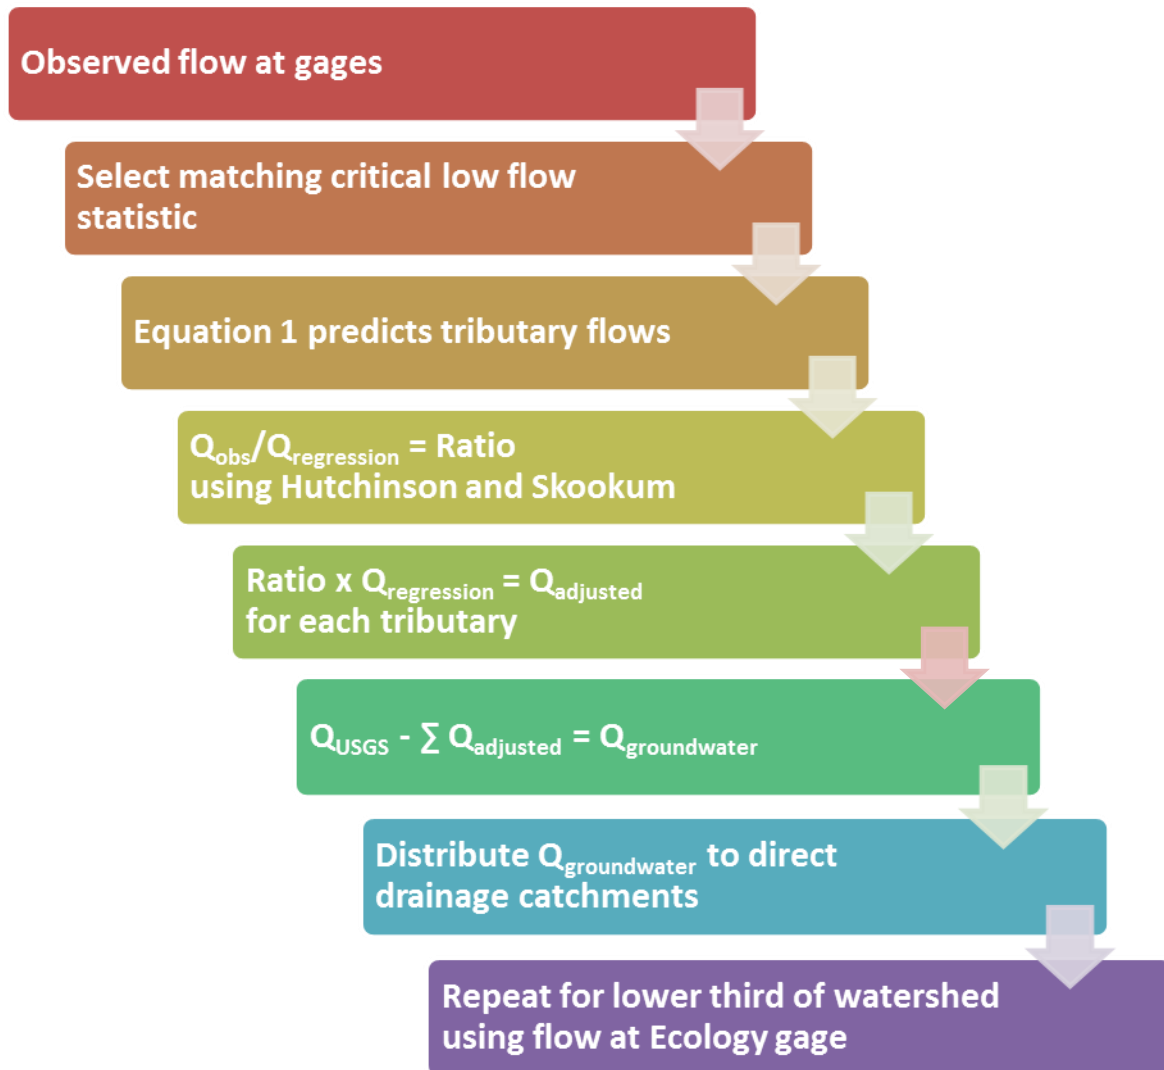 Observed flow at gages
Select matching critical low flow
statistic
Equation 1 predicts tributary flows
Qobs/Qregression = Ratio
using Hutchinson and Skookum
Ratio x Qregression = Qadjusted
for each tributary
QUSGS - ∑ Qadjusted = Qgroundwater
Distribute Qgroundwater to direct
drainage catchments
Repeat for lower third of watershed
using flow at Ecology gage